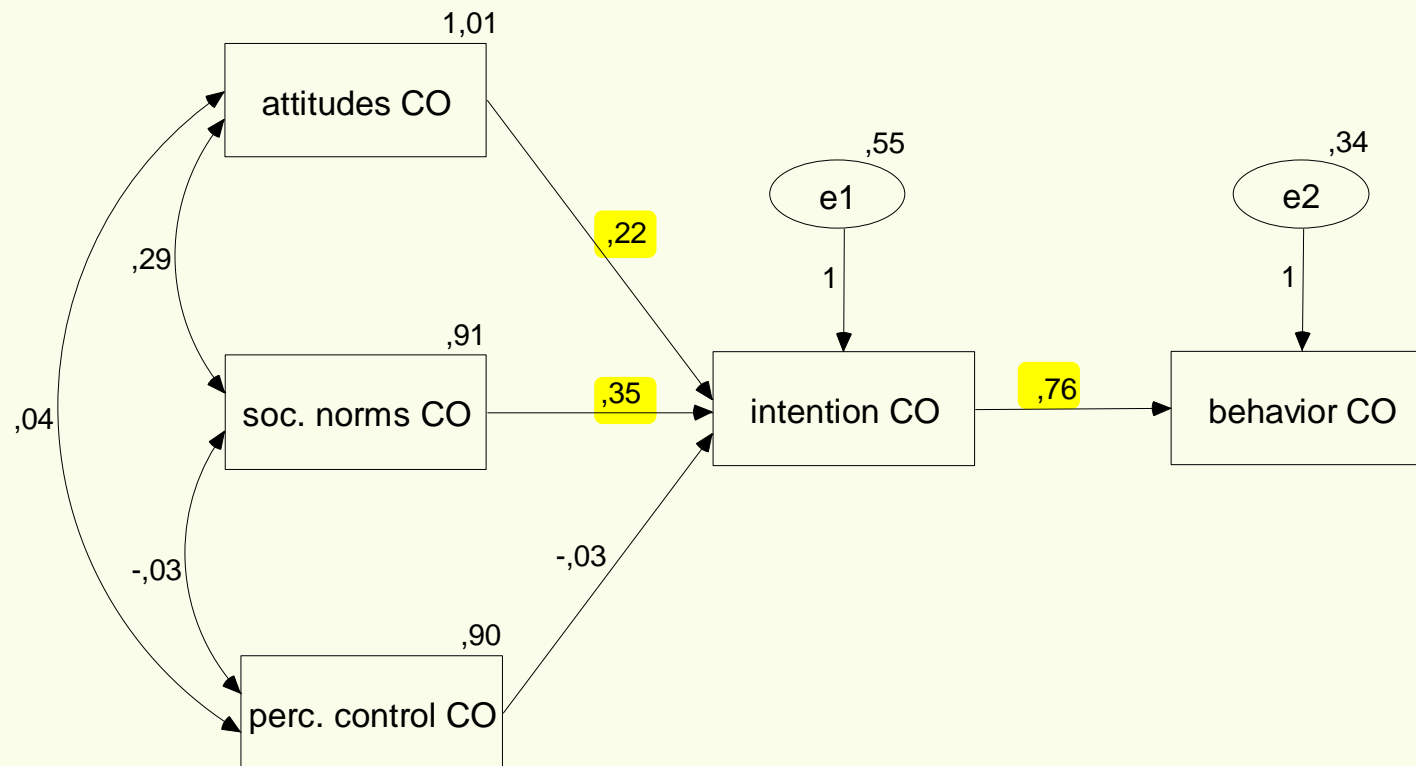 1,01
attitudes CO
,55
,34
e1
e2
,22
,29
1
1
,91
,35
,76
soc. norms CO
intention CO
behavior CO
,04
-,03
-,03
,90
perc. control CO